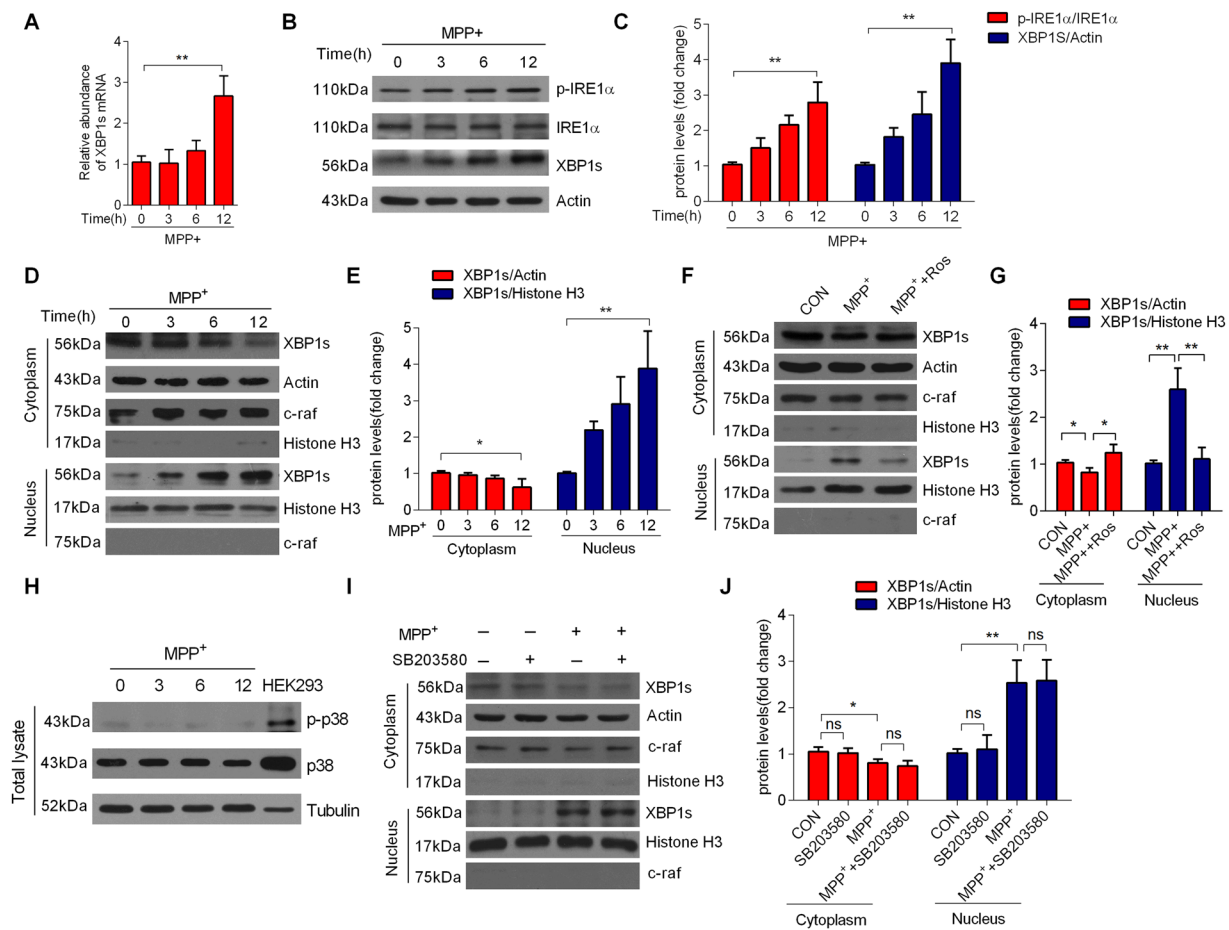 A
Relative abundance
of XBP1s mRNA
4
3
2
1
0
**
Time(h) 0 3 6 12
MPP+
B
MPP+
Time(h) 0 3 6 12
110kDa p-IRE1α
110kDa IRE1α
56kDa XBP1s
43kDa Actin
C
p-IRE1α/IRE1α
XBP1S/Actin
protein levels (fold change)
6
5
4
3
2
1
0
** **
Time(h) 0 3 6 12 0 3 6 12
MPP+
D
MPP+
Time(h)
0 3 6 12
Cytoplasm
56kDa XBP1s
43kDa Actin
75kDa c-raf
17kDa Histone H3
Nucleus
56kDa XBP1s
17kDa Histone H3
75kDa c-raf
E
XBP1s/Actin
XBP1s/Histone H3
protein levels(fold change)
5
4
3
2
1
0
* **
MPP+ 0 3 6 12 0 3 6 12
Cytoplasm Nucleus
F
CON MPP+ MPP++Ros
Cytoplasm
56kDa XBP1s
43kDa Actin
75kDa c-raf
17kDa Histone H3
Nucleus
56kDa XBP1s
17kDa Histone H3
75kDa c-raf
G
XBP1s/Actin
XBP1s/Histone H3
protein levels(fold change)
4
3
2
1
0
* * ** **
CON MPP+ MPP++Ros CON MPP+ MPP++Ros
Cytoplasm Nucleus
H
MPP+
0 3 6 12 HEK293
Total lysate
43kDa p-p38
43kDa p38
52kDa Tubulin
I
MPP+ – – + +
SB203580 – + – +
Cytoplasm
56kDa XBP1s
43kDa Actin
75kDa c-raf
17kDa Histone H3
Nucleus
56kDa XBP1s
17kDa Histone H3
75kDa c-raf
J
XBP1s/Actin
XBP1s/Histone H3
protein levels(fold change)
4
3
2
1
0
* ns ns ** ns ns
CON SB203580 MPP+ MPP++SB203580 CON SB203580 MPP+ MPP++SB203580
Cytoplasm Nucleus